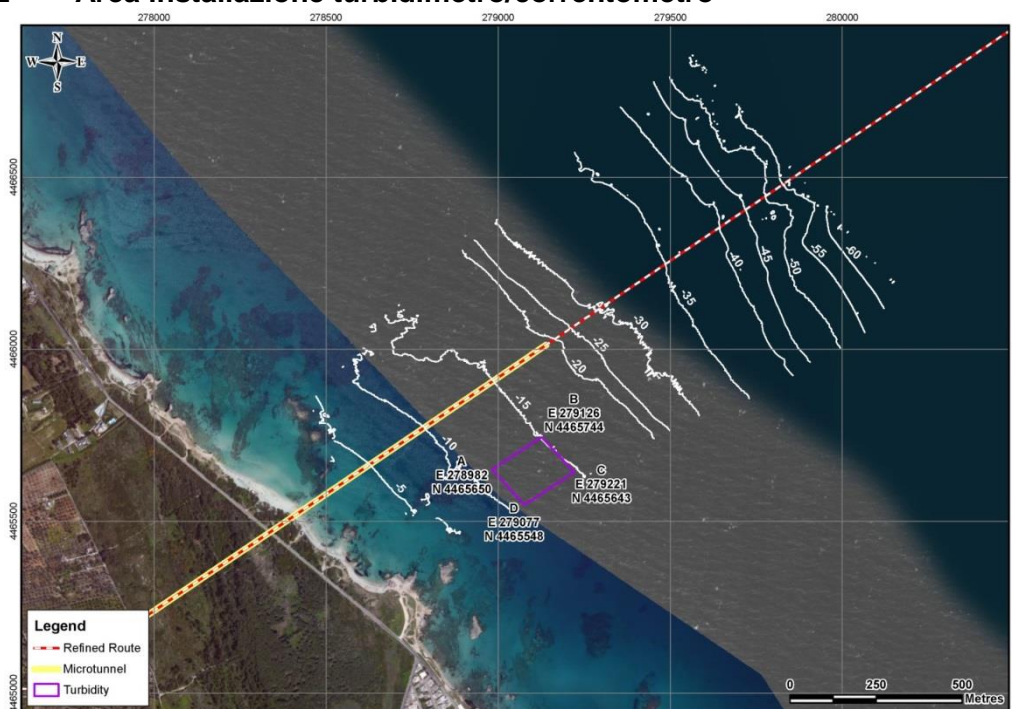 Area installazione turbidimetro/correntometro
278000
278500
279000
279500
280000
N
W
E
S
4466500
4466000
4465500
4465000
-60
-55
-50
-45
-40
-35
-30
-25
-20
-15
-10
-5
B
E 279126
N 4465744
A
E 278982
N 4465650
C
E 279221
N 4465643
D
E 279077
N 4465548
Legend
Refined Route
Microtunnel
Turbidity
0
250
500
Metres